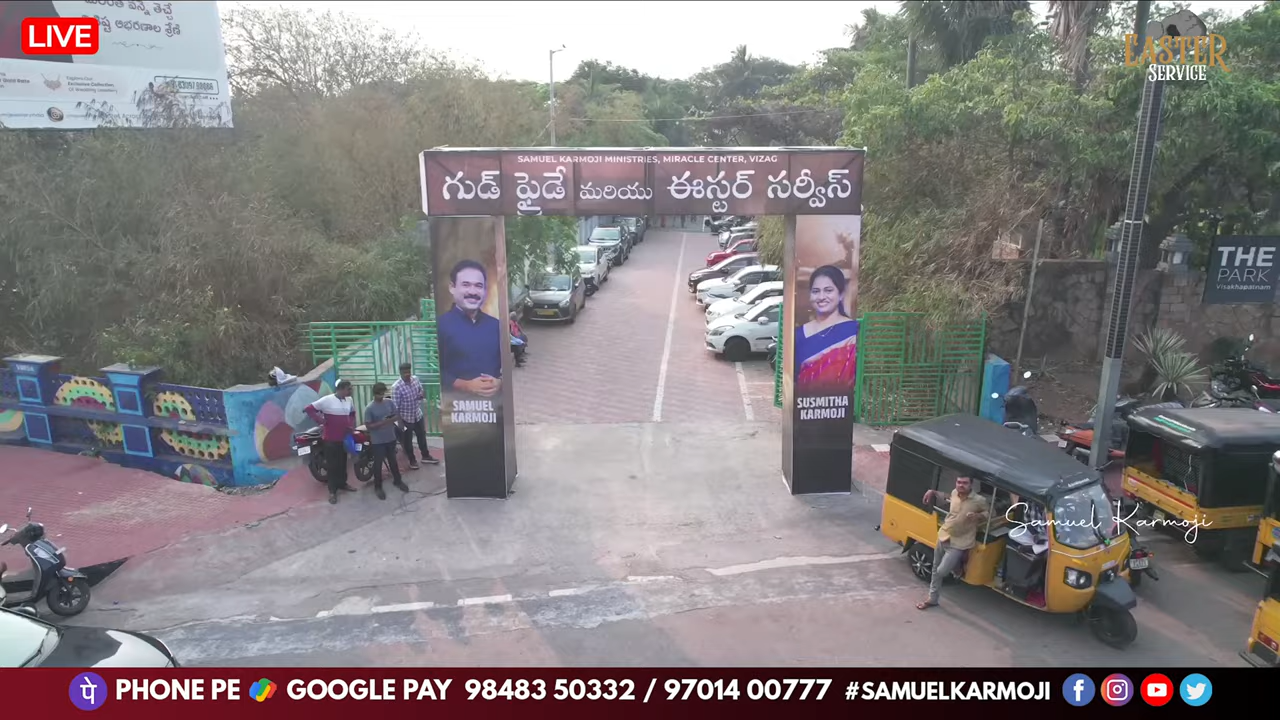 LIVE
EASTER
SERVICE
SAMUEL KARMOJI MINISTRIES, MIRACLE CENTER, VIZAG
గుడ్ ఫ్రైడే మరియు ఈస్టర్ సర్వీస్
THE
PARK
Visakhapatnam
SAMUEL
KARMOJI
SUSMITHA
KARMOJI
Samuel Karmoji
PHONE PE GOOGLE PAY 98483 50332 / 97014 00777 #SAMUELKARMOJI